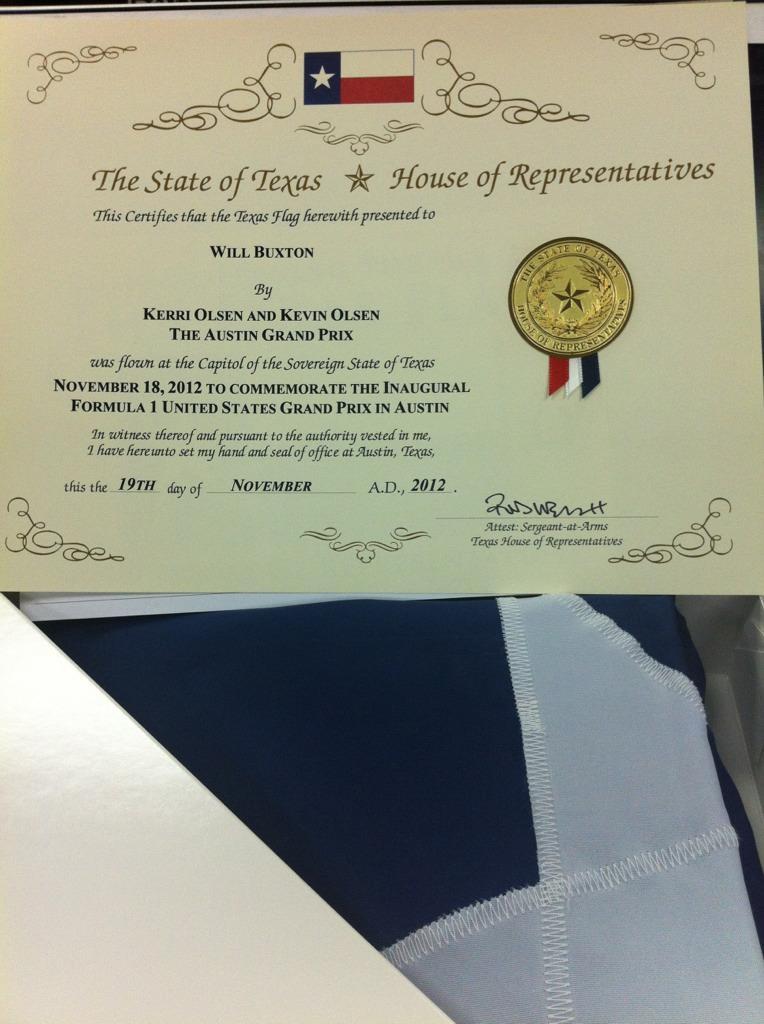 The State of Texas House of Representatives
This Certifies that the Texas Flag herewith presented to
WILL BUXTON
By
KERRI OLSEN AND KEVIN OLSEN
THE AUSTIN GRAND PRIX
was flown at the Capitol of the Sovereign State of Texas
NOVEMBER 18, 2012 TO COMMEMORATE THE INAUGURAL
FORMULA 1 UNITED STATES GRAND PRIX IN AUSTIN
In witness thereof and pursuant to the authority vested in me,
I have hereunto set my hand and seal of office at Austin, Texas,
this the 19TH day of NOVEMBER A.D., 2012.
Attest: Sergeant-at-Arms
Texas House of Representatives
THE STATE OF TEXAS
HOUSE OF REPRESENTATIVES